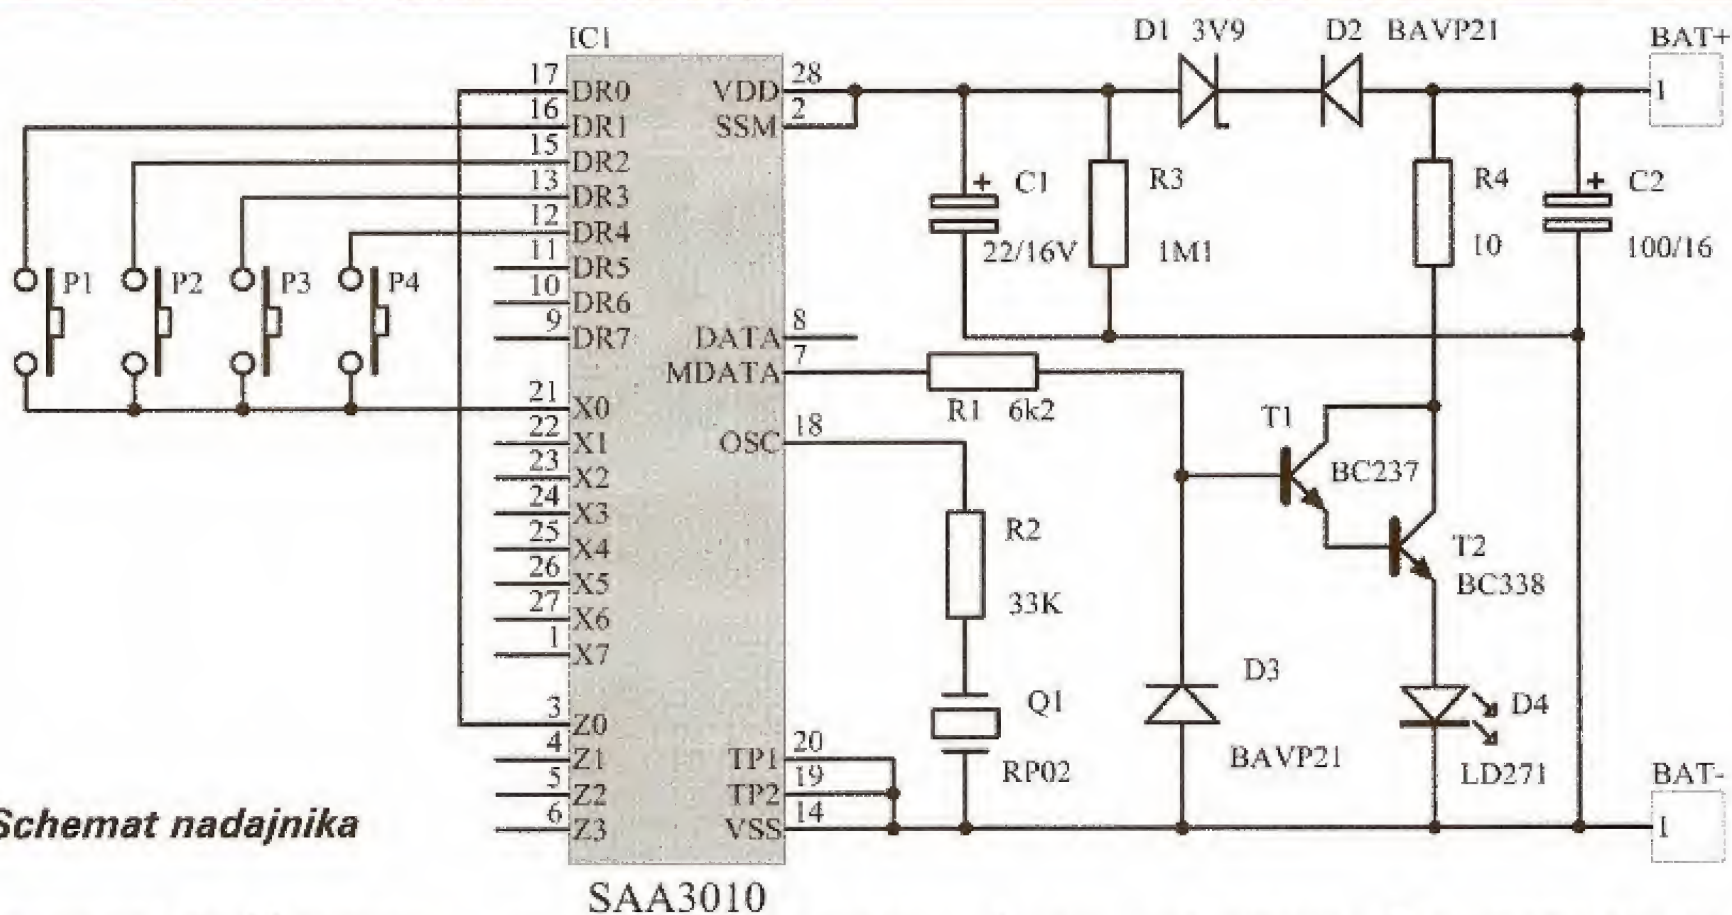 IC1
D1 3V9
D2 BAVP21
BAT+
1
17 DR0
16 DR1
15 DR2
13 DR3
12 DR4
11 DR5
10 DR6
9 DR7
21 X0
22 X1
23 X2
24 X3
25 X4
26 X5
27 X6
1 X7
3 Z0
4 Z1
5 Z2
6 Z3
VDD 28
SSM 2
DATA 8
MDATA 7
OSC 18
TP1 20
TP2 19
VSS 14
P1
P2
P3
P4
+ C1
22/16V
R3
1M1
R4
10
+ C2
100/16
R1 6k2
T1
BC237
T2
BC338
R2
33K
Q1
RP02
D3
BAVP21
D4
LD271
BAT-
1
Schemat nadajnika
SAA3010